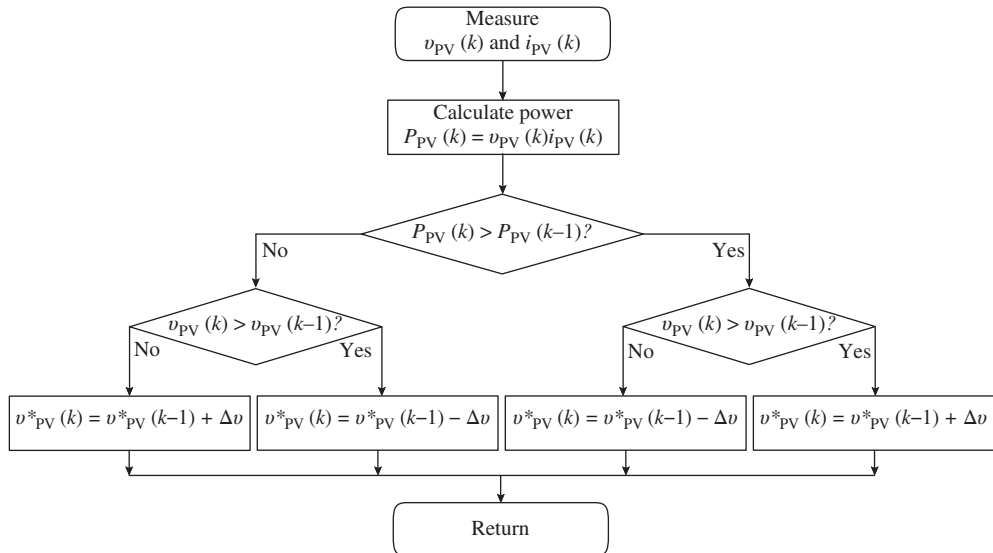 Measure
υPV (k) and iPV (k)
Calculate power
PPV (k) = υPV (k)iPV (k)
PPV (k) > PPV (k–1)?
No
Yes
υPV (k) > υPV (k–1)?
υPV (k) > υPV (k–1)?
No
Yes
No
Yes
υ*PV (k) = υ*PV (k–1) + Δυ
υ*PV (k) = υ*PV (k–1) – Δυ
υ*PV (k) = υ*PV (k–1) – Δυ
υ*PV (k) = υ*PV (k–1) + Δυ
Return